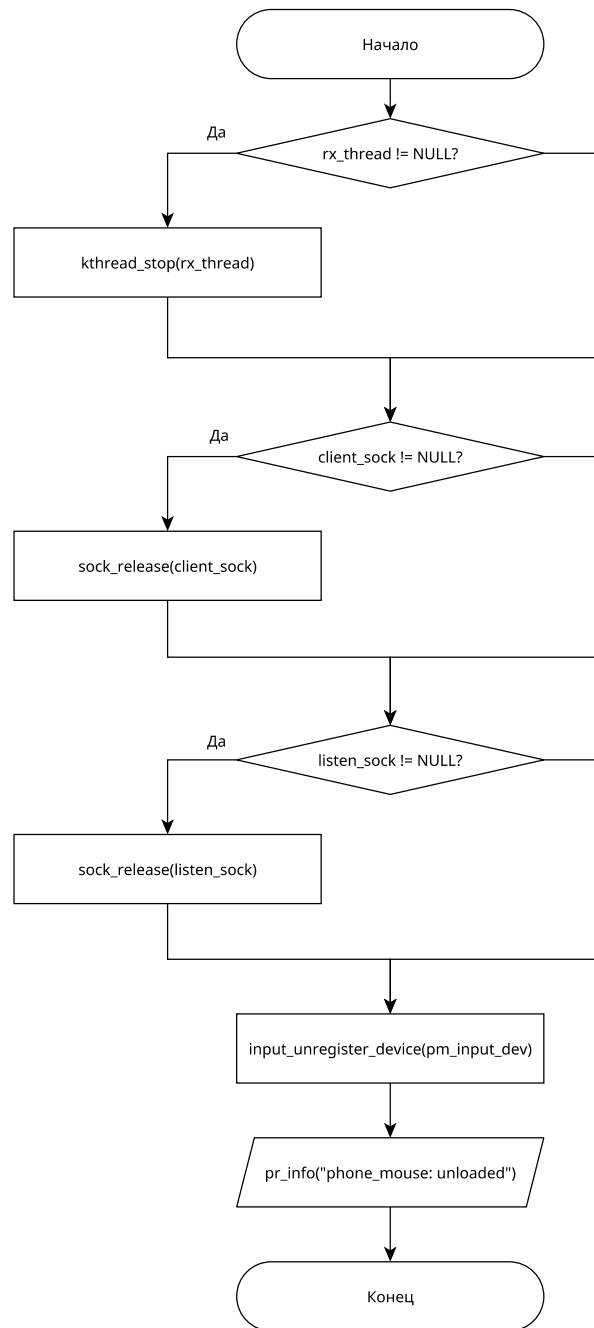 Начало
Да
rx_thread != NULL?
kthread_stop(rx_thread)
Да
client_sock != NULL?
sock_release(client_sock)
Да
listen_sock != NULL?
sock_release(listen_sock)
input_unregister_device(pm_input_dev)
pr_info("phone_mouse: unloaded")
Конец